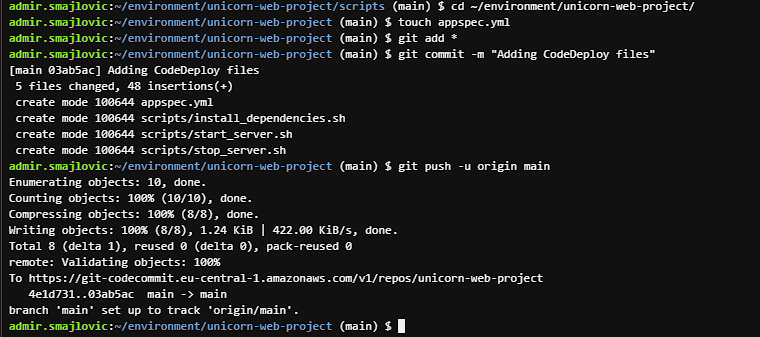 admir.smajlovic:~/environment/unicorn-web-project/scripts (main) $ cd ~/environment/unicorn-web-project/
admir.smajlovic:~/environment/unicorn-web-project (main) $ touch appspec.yml
admir.smajlovic:~/environment/unicorn-web-project (main) $ git add *
admir.smajlovic:~/environment/unicorn-web-project (main) $ git commit -m "Adding CodeDeploy files"
[main 03ab5ac] Adding CodeDeploy files
 5 files changed, 48 insertions(+)
 create mode 100644 appspec.yml
 create mode 100644 scripts/install_dependencies.sh
 create mode 100644 scripts/start_server.sh
 create mode 100644 scripts/stop_server.sh
admir.smajlovic:~/environment/unicorn-web-project (main) $ git push -u origin main
Enumerating objects: 10, done.
Counting objects: 100% (10/10), done.
Compressing objects: 100% (8/8), done.
Writing objects: 100% (8/8), 1.24 KiB | 422.00 KiB/s, done.
Total 8 (delta 1), reused 0 (delta 0), pack-reused 0
remote: Validating objects: 100%
To https://git-codecommit.eu-central-1.amazonaws.com/v1/repos/unicorn-web-project
   4e1d731..03ab5ac  main -> main
branch 'main' set up to track 'origin/main'.
admir.smajlovic:~/environment/unicorn-web-project (main) $